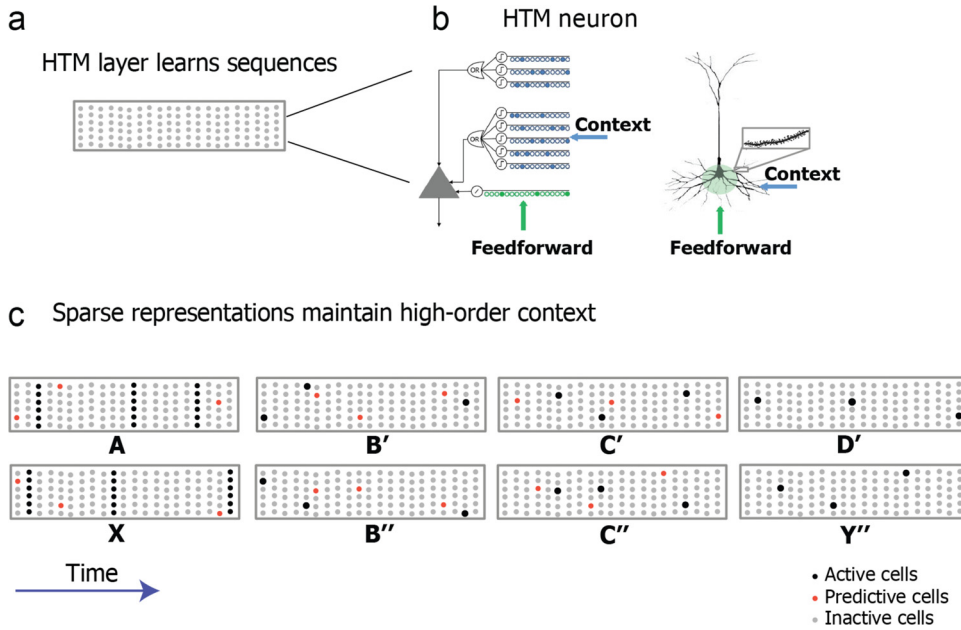 a
HTM layer learns sequences
b
HTM neuron
OR
OR
Context
Feedforward
Context
Feedforward
c
Sparse representations maintain high-order context
A
B′
C′
D′
X
B′′
C′′
Y′′
Time
Active cells
Predictive cells
Inactive cells